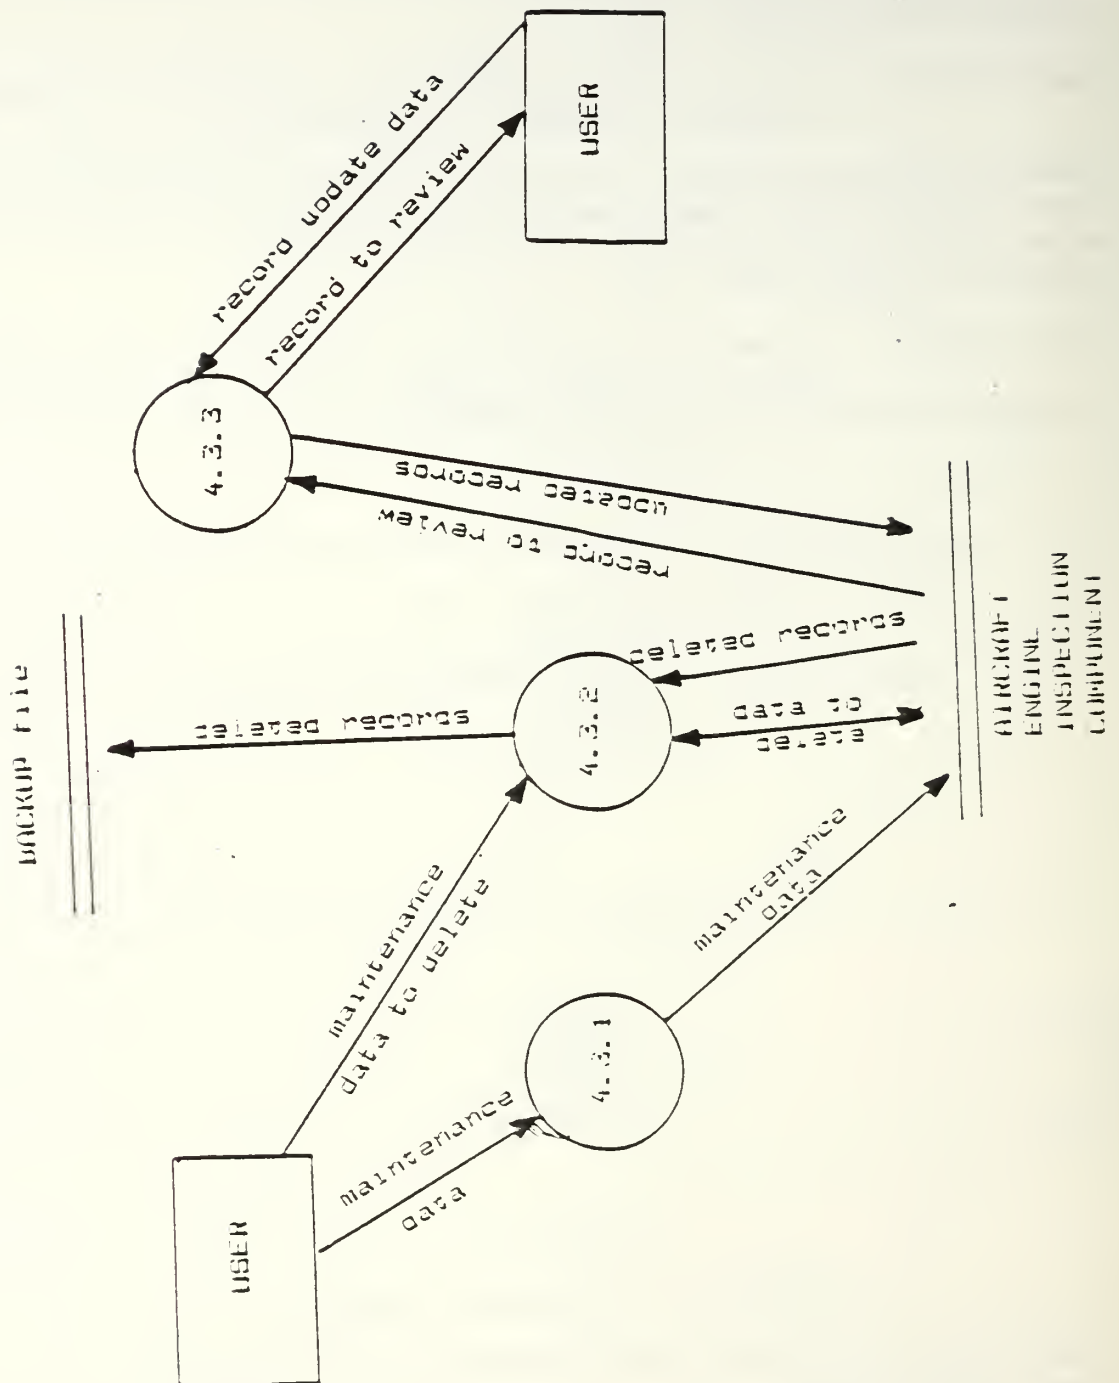 USER
maintenance
data
maintenance
data to delete
4.3.1
maintenance
data
BACKUP file
deleted records
4.3.2
data to
delete
deleted records
AIRCRAFT
ENGINE
INSPECTION
COMPONENT
4.3.3
record to review
updated records
record uodate data
record to review
USER